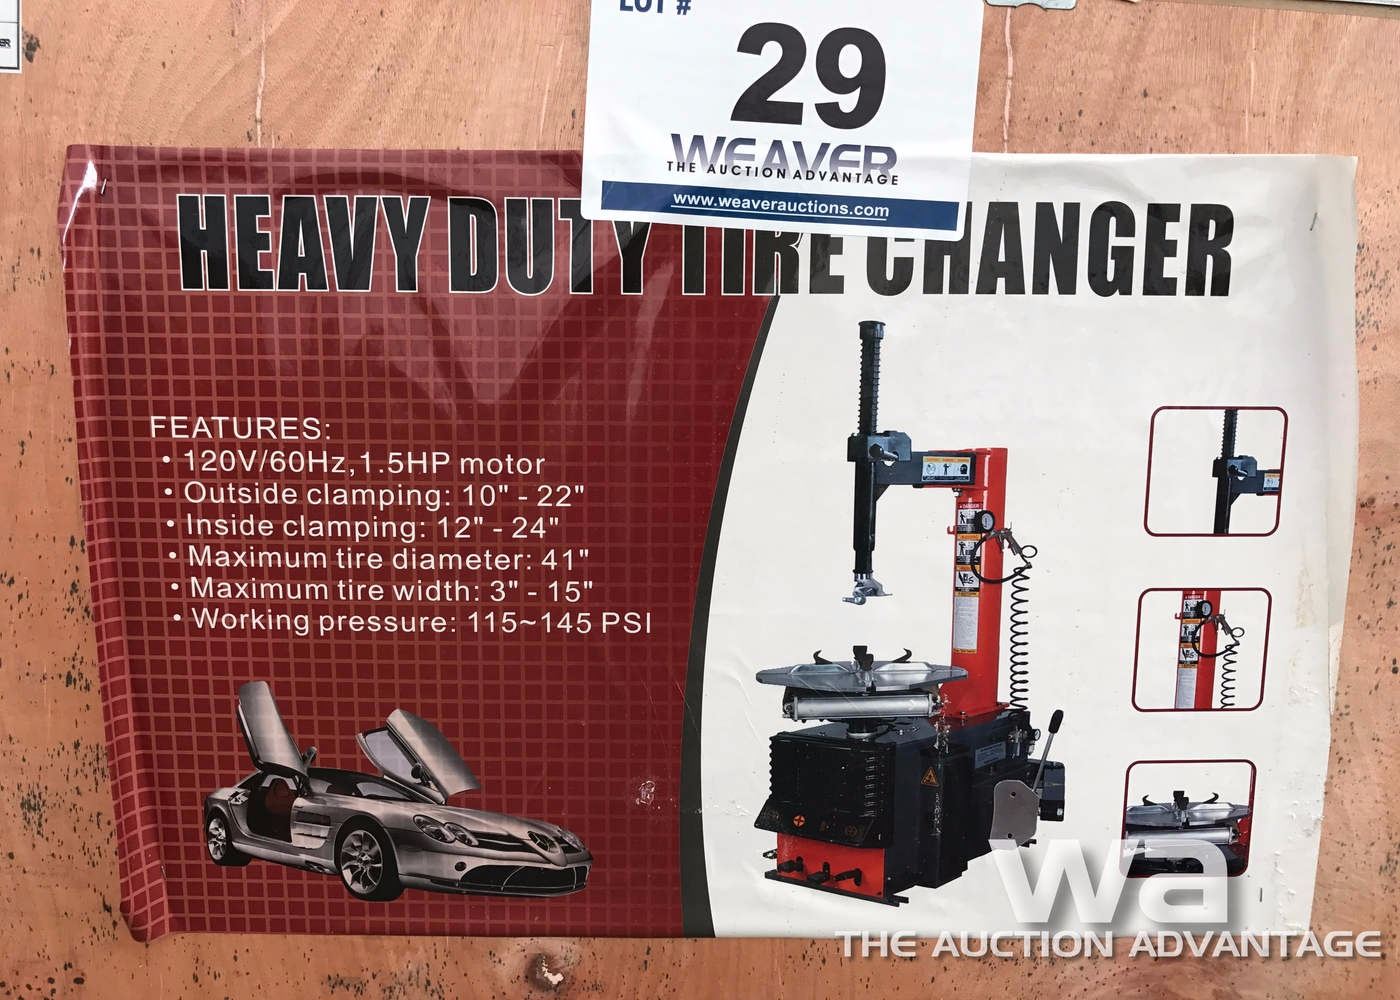 LOT #
29
WEAVER
THE AUCTION ADVANTAGE
www.weaverauctions.com
HEAVY DUTY TIRE CHANGER
FEATURES:
• 120V/60Hz,1.5HP motor
• Outside clamping: 10" - 22"
• Inside clamping: 12" - 24"
• Maximum tire diameter: 41"
• Maximum tire width: 3" - 15"
• Working pressure: 115~145 PSI
wa
THE AUCTION ADVANTAGE